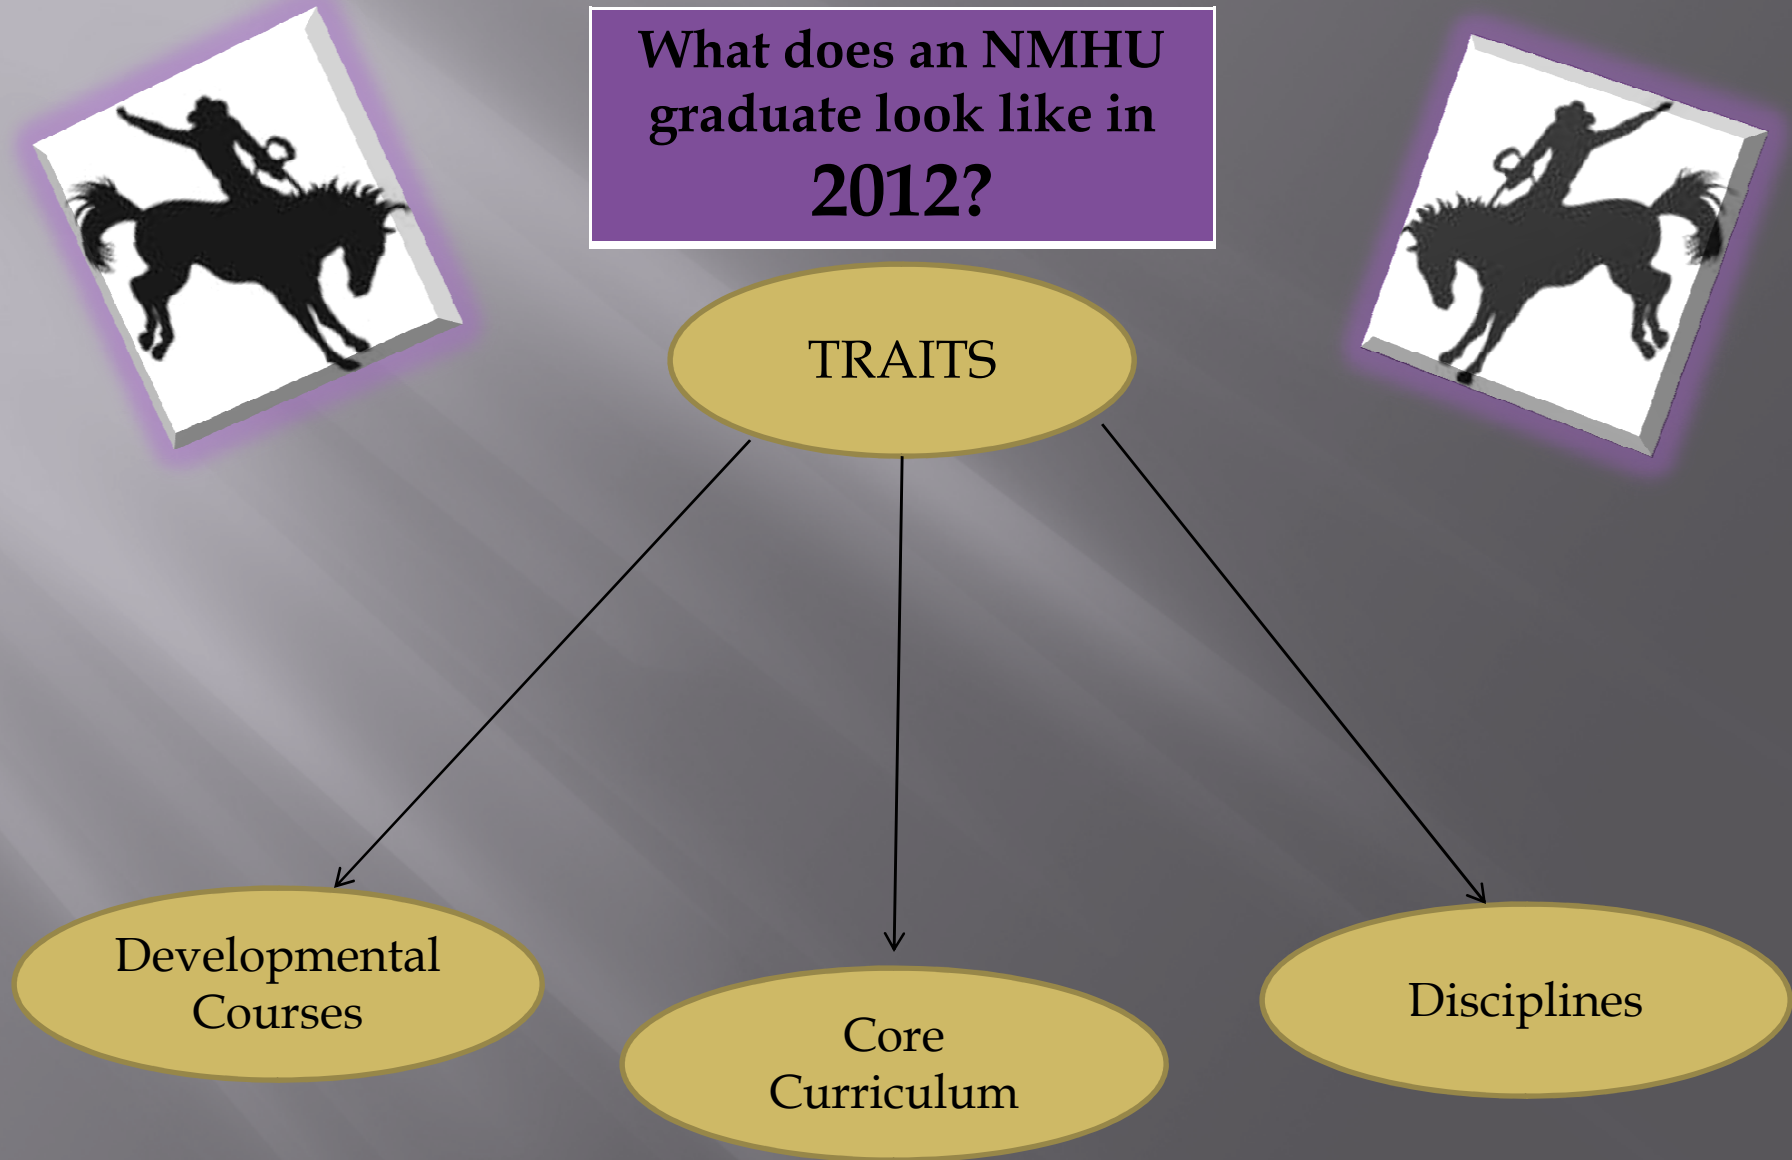 What does an NMHU
graduate look like in
2012?
TRAITS
Developmental
Courses
Core
Curriculum
Disciplines